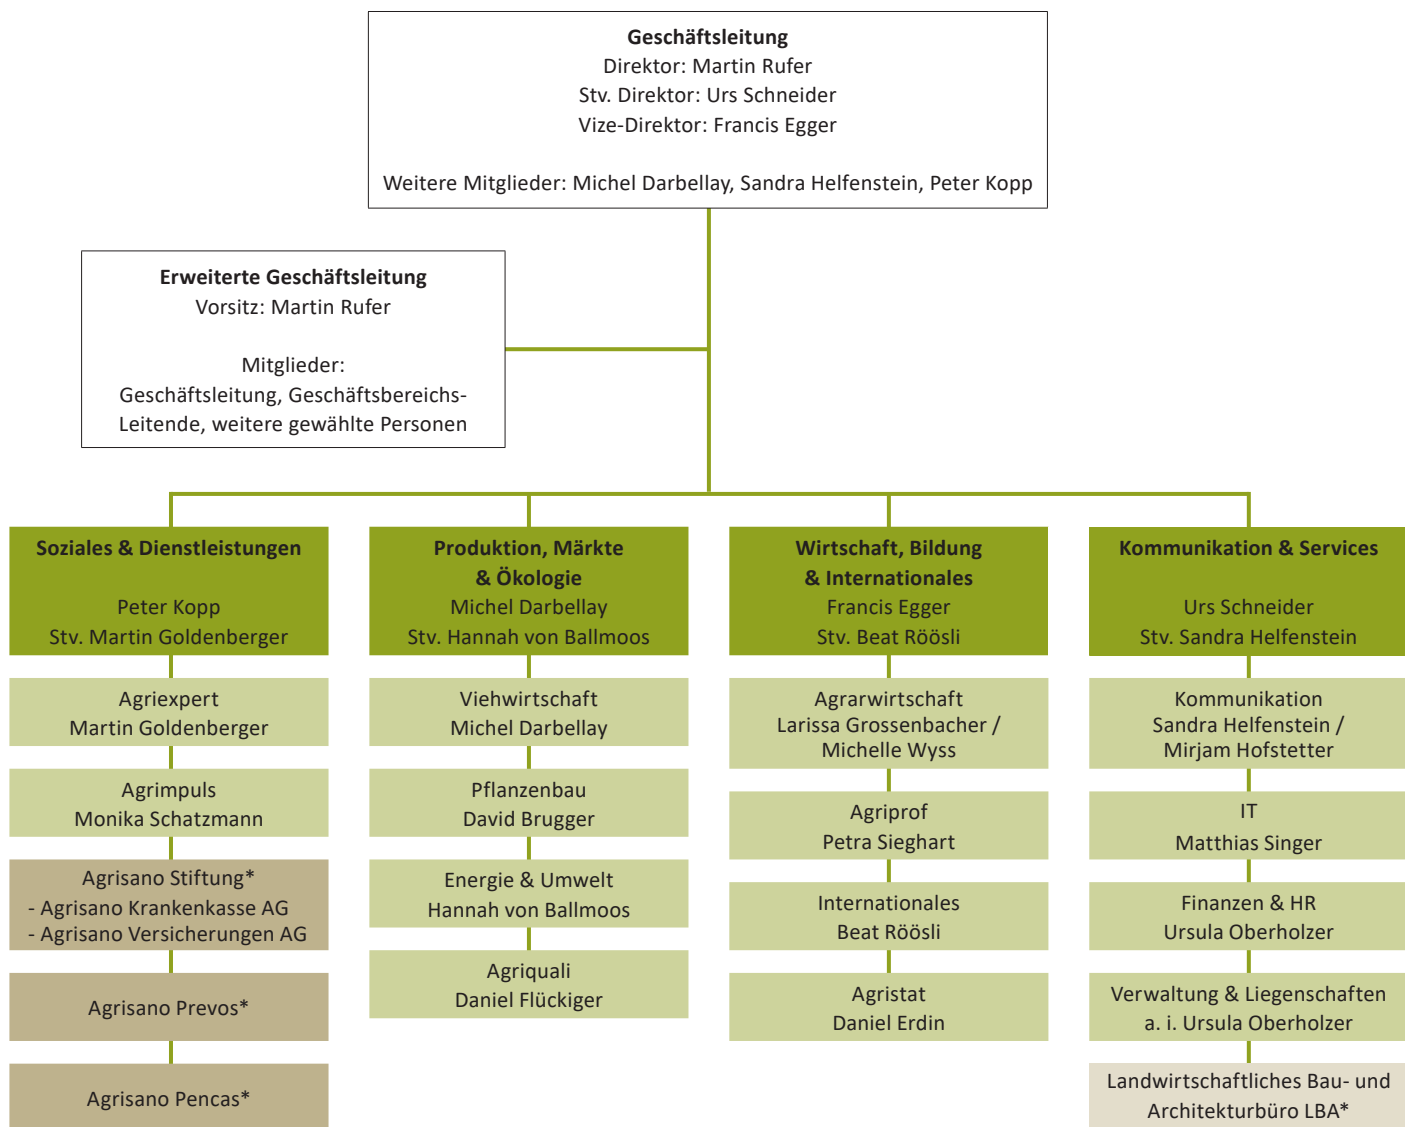 Geschäftsleitung
Direktor: Martin Rufer
Stv. Direktor: Urs Schneider
Vize-Direktor: Francis Egger
Weitere Mitglieder: Michel Darbellay, Sandra Helfenstein, Peter Kopp
Erweiterte Geschäftsleitung
Vorsitz: Martin Rufer
Mitglieder:
Geschäftsleitung, Geschäftsbereichs-
Leitende, weitere gewählte Personen
Soziales & Dienstleistungen
Peter Kopp
Stv. Martin Goldenberger
Agriexpert
Martin Goldenberger
Agrimpuls
Monika Schatzmann
Agrisano Stiftung*
- Agrisano Krankenkasse AG
- Agrisano Versicherungen AG
Agrisano Prevos*
Agrisano Pencas*
Produktion, Märkte
& Ökologie
Michel Darbellay
Stv. Hannah von Ballmoos
Viehwirtschaft
Michel Darbellay
Pflanzenbau
David Brugger
Energie & Umwelt
Hannah von Ballmoos
Agriquali
Daniel Flückiger
Wirtschaft, Bildung
& Internationales
Francis Egger
Stv. Beat Röösli
Agrarwirtschaft
Larissa Grossenbacher /
Michelle Wyss
Agriprof
Petra Sieghart
Internationales
Beat Röösli
Agristat
Daniel Erdin
Kommunikation & Services
Urs Schneider
Stv. Sandra Helfenstein
Kommunikation
Sandra Helfenstein /
Mirjam Hofstetter
IT
Matthias Singer
Finanzen & HR
Ursula Oberholzer
Verwaltung & Liegenschaften
a. i. Ursula Oberholzer
Landwirtschaftliches Bau- und
Architekturbüro LBA*